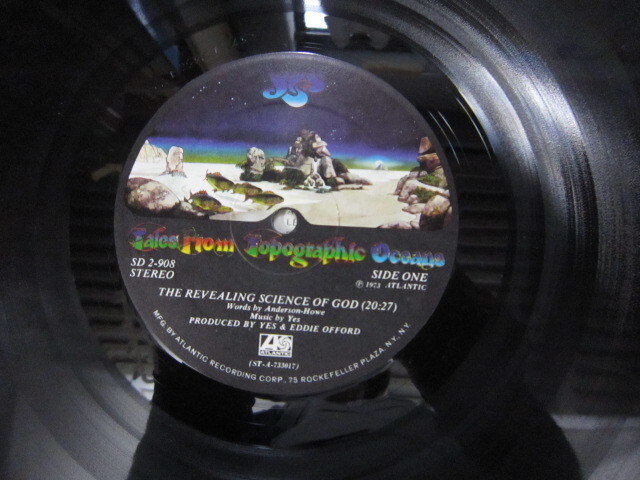 Yes
Tales From Topographic Oceans
SD 2-908
STEREO
SIDE ONE
Ⓟ 1973 ATLANTIC
THE REVEALING SCIENCE OF GOD (20:27)
Words by Anderson-Howe
Music by Yes
PRODUCED BY YES & EDDIE OFFORD
ATLANTIC
(ST-A-733017)
MFG. BY ATLANTIC RECORDING CORP., 75 ROCKEFELLER PLAZA, N.Y., N.Y.